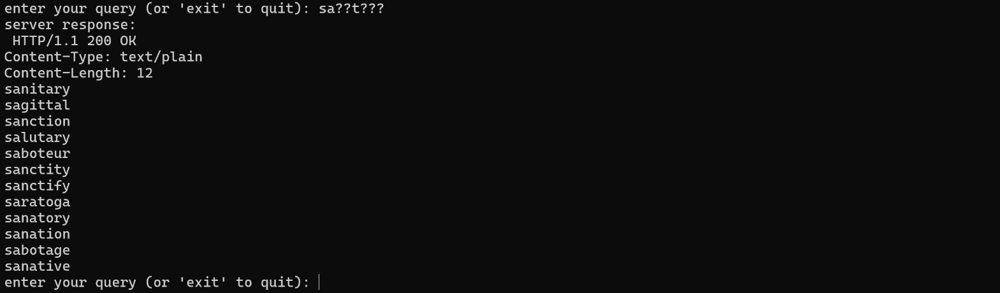 enter your query (or 'exit' to quit): sa??t???
server response:
 HTTP/1.1 200 OK
Content-Type: text/plain
Content-Length: 12
sanitary
sagittal
sanction
salutary
saboteur
sanctity
sanctify
saratoga
sanatory
sanation
sabotage
sanative
enter your query (or 'exit' to quit):